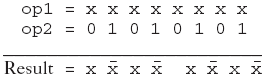 op1 = x x x x x x x x
op2 = 0 1 0 1 0 1 0 1
Result = x x̄ x x̄ x x̄ x x̄